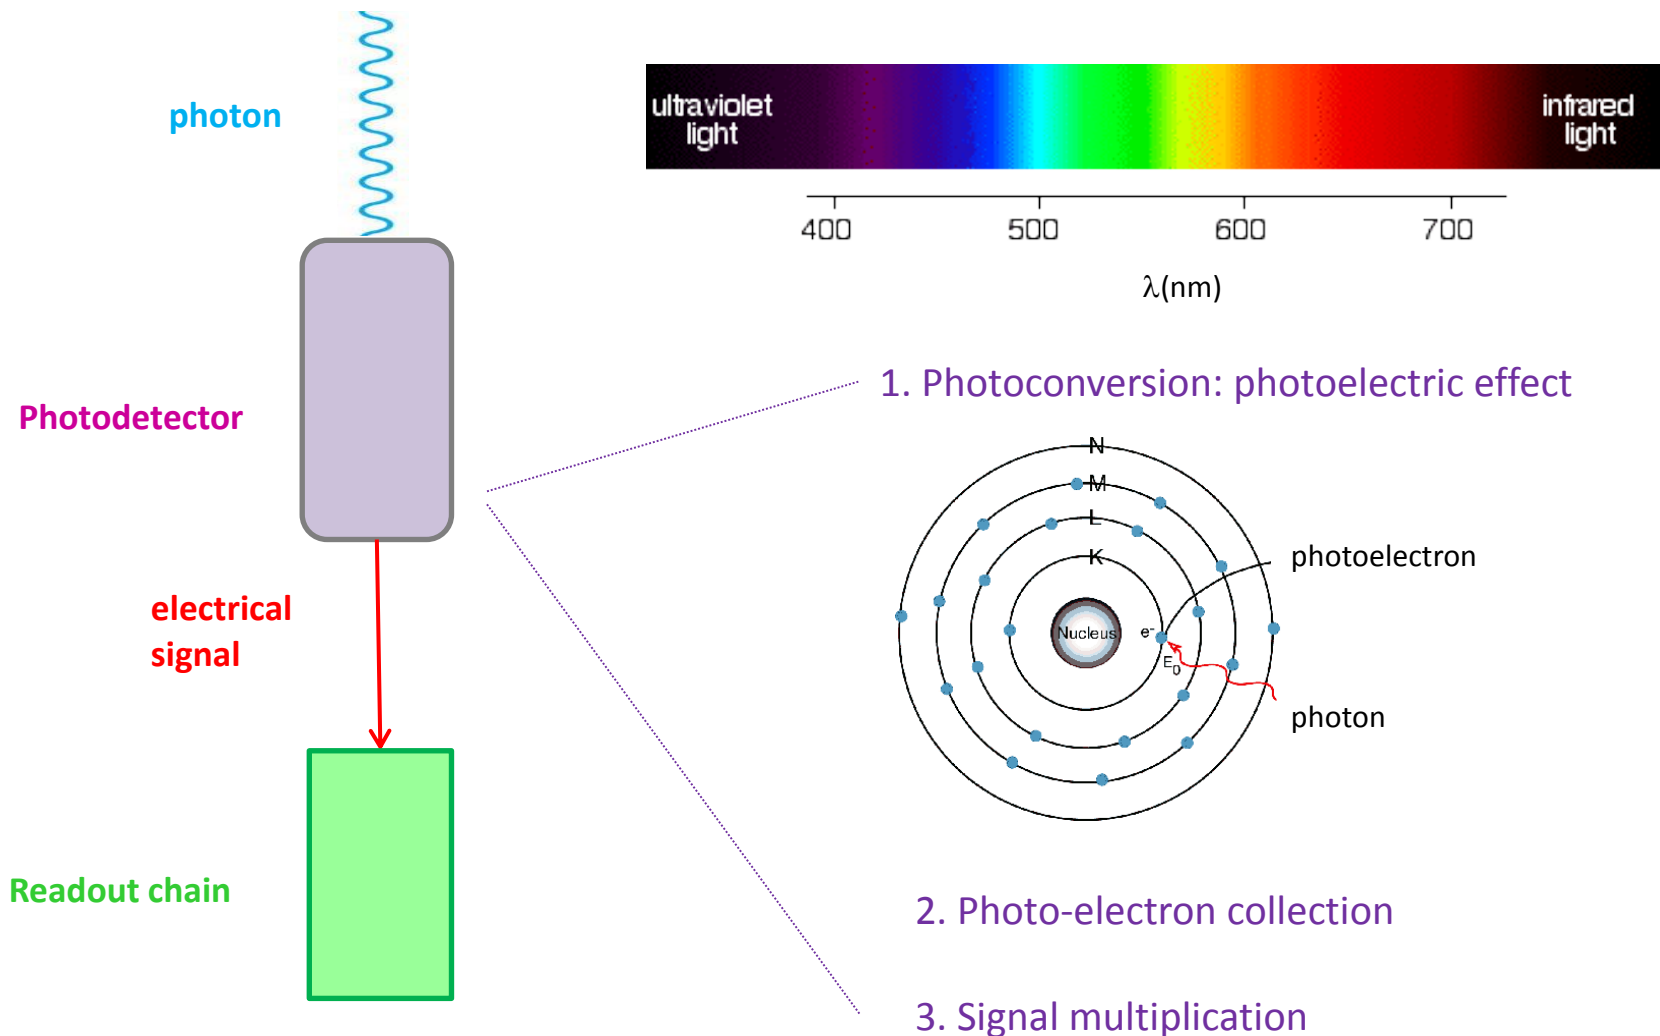 photon
ultraviolet
light
infrared
light
400 500 600 700
λ(nm)
Photodetector
1. Photoconversion: photoelectric effect
N
M
L
K
photoelectron
Nucleus
e-
E0
photon
electrical
signal
Readout chain
2. Photo-electron collection
3. Signal multiplication